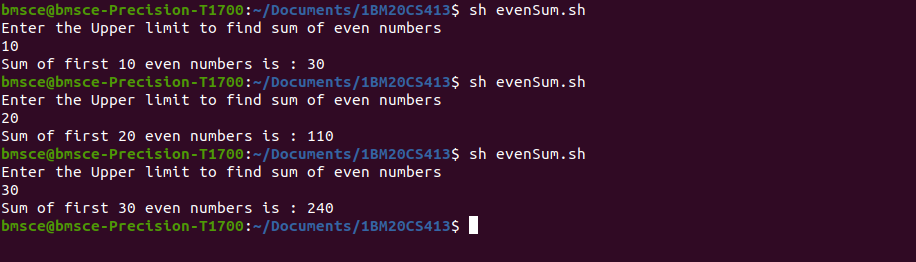 bmsce@bmsce-Precision-T1700:~/Documents/1BM20CS413$ sh evenSum.sh
Enter the Upper limit to find sum of even numbers
10
Sum of first 10 even numbers is : 30
bmsce@bmsce-Precision-T1700:~/Documents/1BM20CS413$ sh evenSum.sh
Enter the Upper limit to find sum of even numbers
20
Sum of first 20 even numbers is : 110
bmsce@bmsce-Precision-T1700:~/Documents/1BM20CS413$ sh evenSum.sh
Enter the Upper limit to find sum of even numbers
30
Sum of first 30 even numbers is : 240
bmsce@bmsce-Precision-T1700:~/Documents/1BM20CS413$